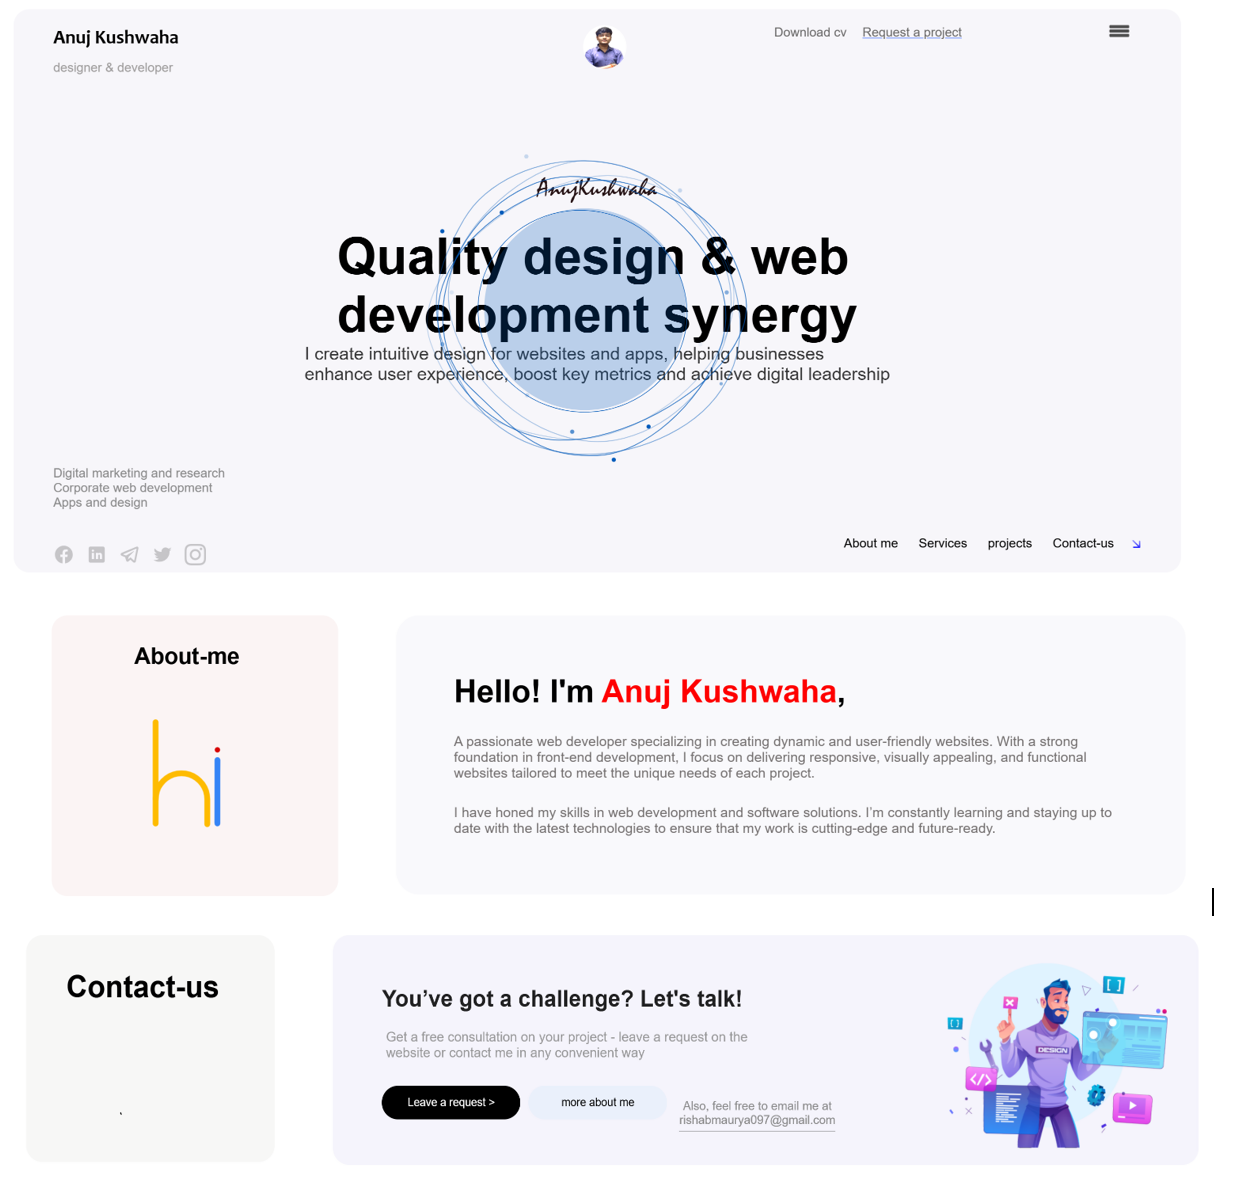 Anuj Kushwaha
designer & developer
Download cv
Request a project
AnujKushwaha
Quality design & web
development synergy
I create intuitive design for websites and apps, helping businesses
enhance user experience, boost key metrics and achieve digital leadership
Digital marketing and research
Corporate web development
Apps and design
in
About me
Services
projects
Contact-us
About-me
hi
Hello! I'm Anuj Kushwaha,
A passionate web developer specializing in creating dynamic and user-friendly websites. With a strong
foundation in front-end development, I focus on delivering responsive, visually appealing, and functional
websites tailored to meet the unique needs of each project.
I have honed my skills in web development and software solutions. I’m constantly learning and staying up to
date with the latest technologies to ensure that my work is cutting-edge and future-ready.
Contact-us
You’ve got a challenge? Let's talk!
Get a free consultation on your project - leave a request on the
website or contact me in any convenient way
Leave a request >
more about me
Also, feel free to email me at
rishabmaurya097@gmail.com
DESIGN